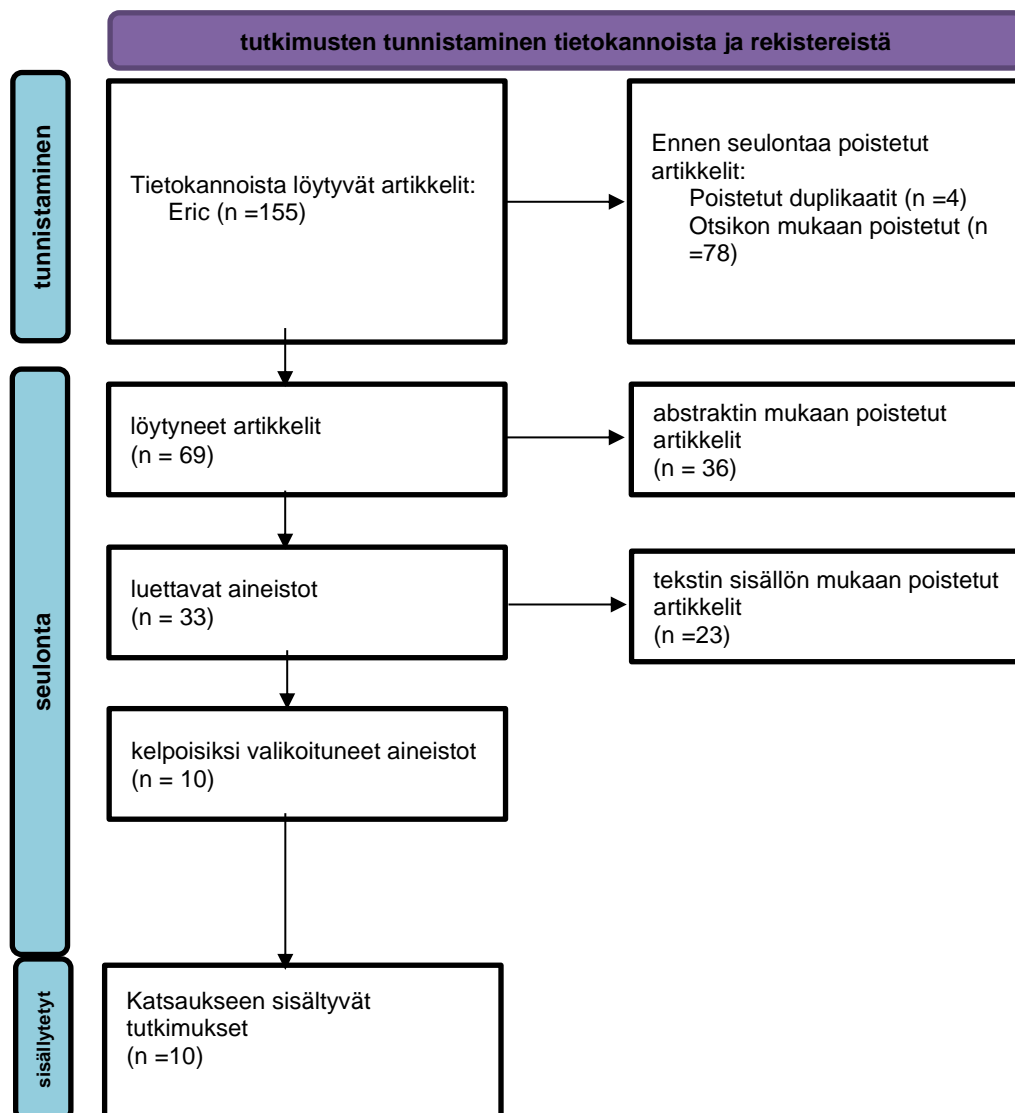 tutkimusten tunnistaminen tietokannoista ja rekistereistä
tunnistaminen
Tietokannoista löytyvät artikkelit:
Eric (n =155)
Ennen seulontaa poistetut
artikkelit:
Poistetut duplikaatit (n =4)
Otsikon mukaan poistetut (n
=78)
seulonta
löytyneet artikkelit
(n = 69)
abstraktin mukaan poistetut
artikkelit
(n = 36)
luettavat aineistot
(n = 33)
tekstin sisällön mukaan poistetut
artikkelit
(n =23)
kelpoisiksi valikoituneet aineistot
(n = 10)
sisällytetyt
Katsaukseen sisältyvät
tutkimukset
(n =10)